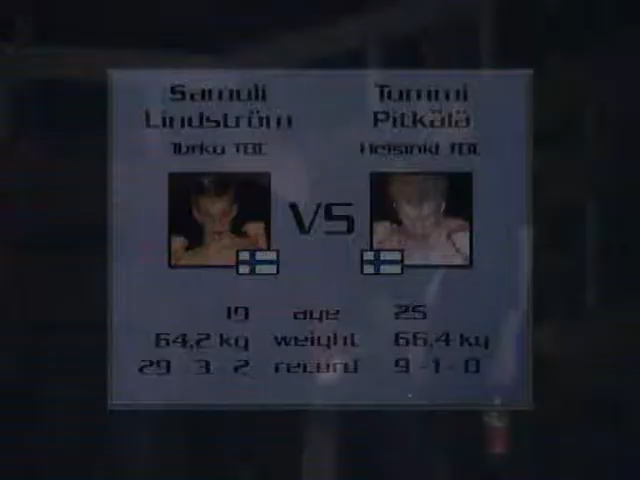 Samuli Tommi
Lindström Pitkälä
Turku TBC Helsinki TBC
VS
19 age 25
64,2 kg weight 66,4 kg
29 - 3 - 2 record 9 - 1 - 0